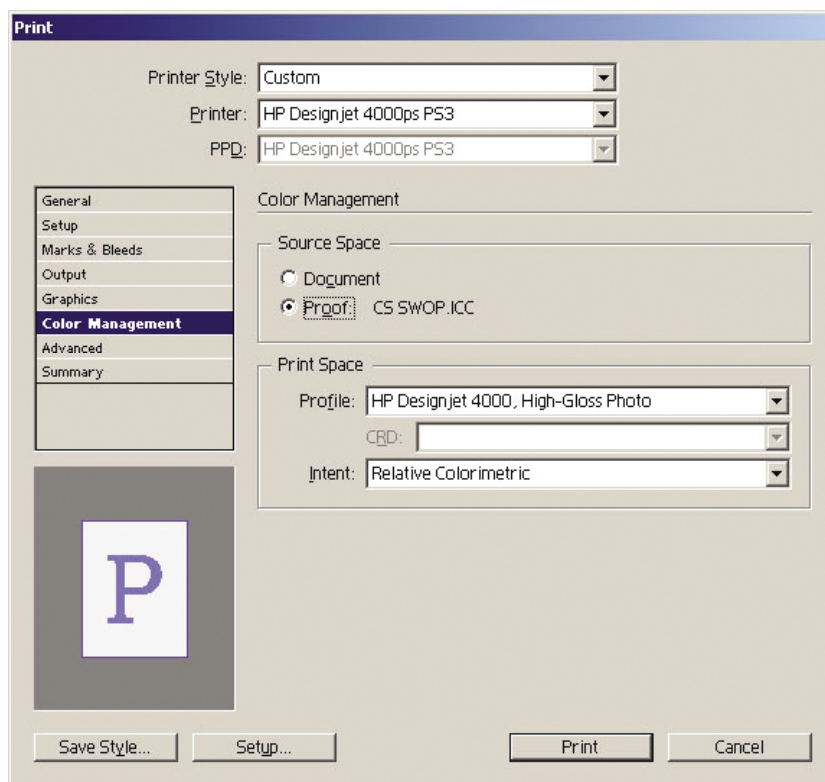 Print
Printer Style: Custom
Printer: HP Designjet 4000ps PS3
PPD: HP Designjet 4000ps PS3
General
Setup
Marks & Bleeds
Output
Graphics
Color Management
Advanced
Summary
Color Management
Source Space
Document
Proof: CS SWOP.ICC
Print Space
Profile: HP Designjet 4000, High-Gloss Photo
CRD:
Intent: Relative Colorimetric
P
Save Style... Setup... Print Cancel